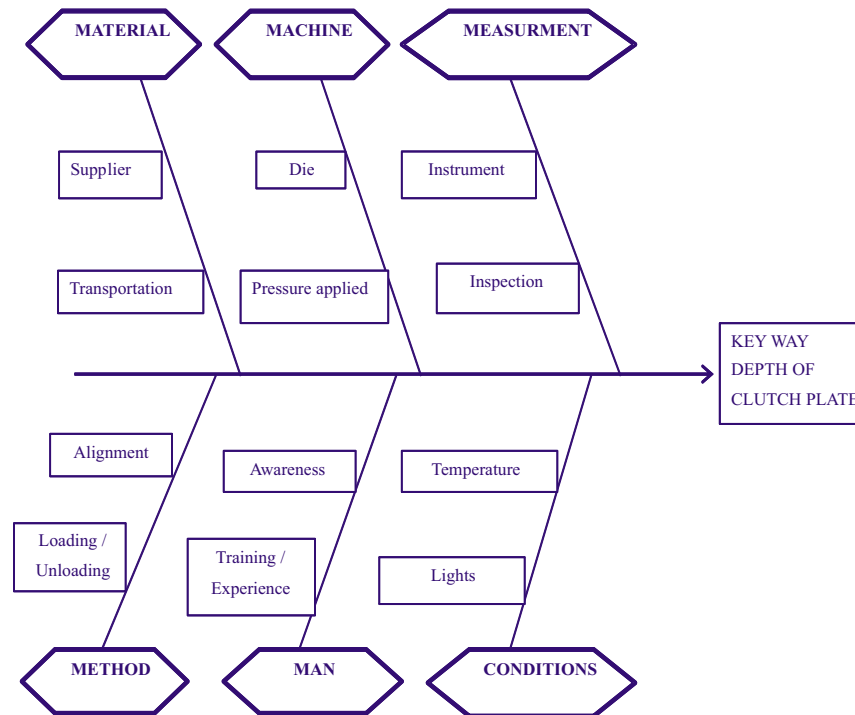 MATERIAL
MACHINE
MEASURMENT
Supplier
Die
Instrument
Transportation
Pressure applied
Inspection
KEY WAY
DEPTH OF
CLUTCH PLATE
Alignment
Awareness
Temperature
Loading /
Unloading
Training /
Experience
Lights
METHOD
MAN
CONDITIONS